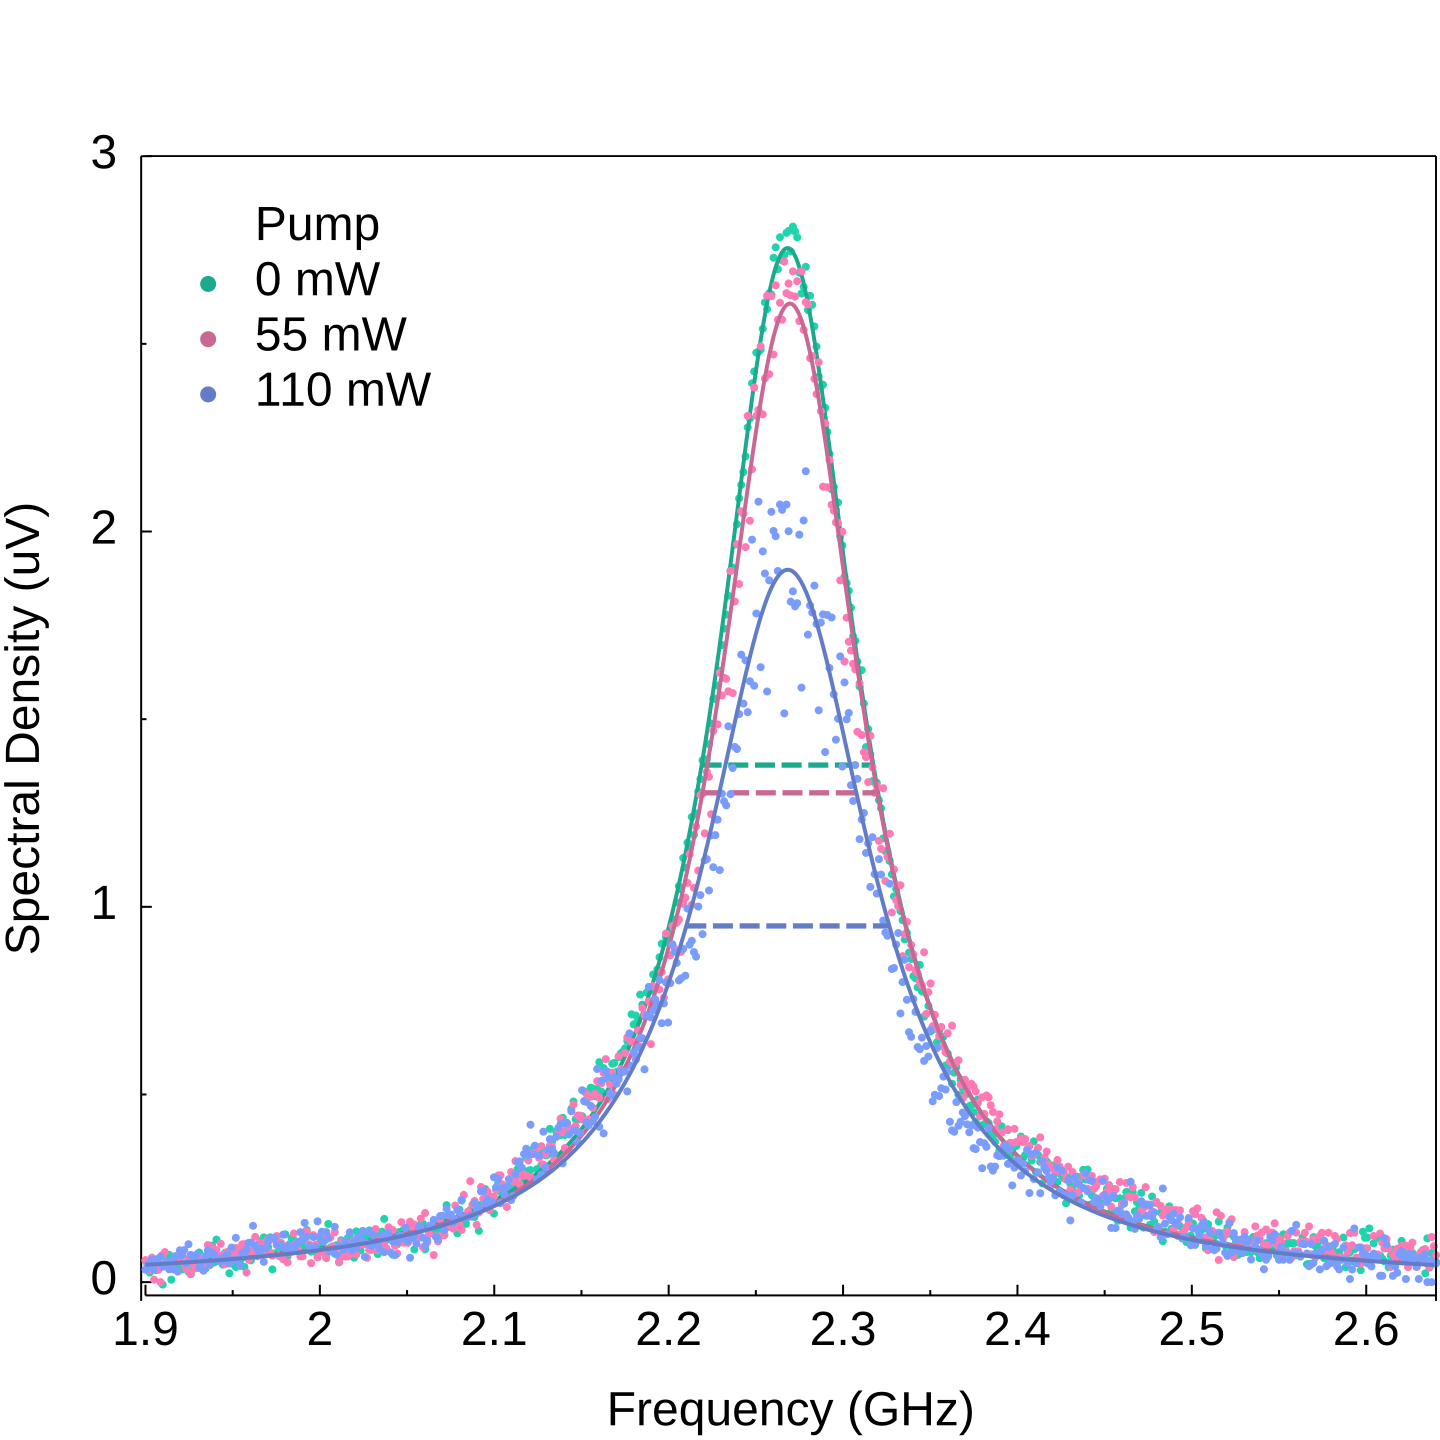 3
Pump
0 mW
55 mW
110 mW
2
Spectral Density (uV)
1
0
1.9 2 2.1 2.2 2.3 2.4 2.5 2.6
Frequency (GHz)